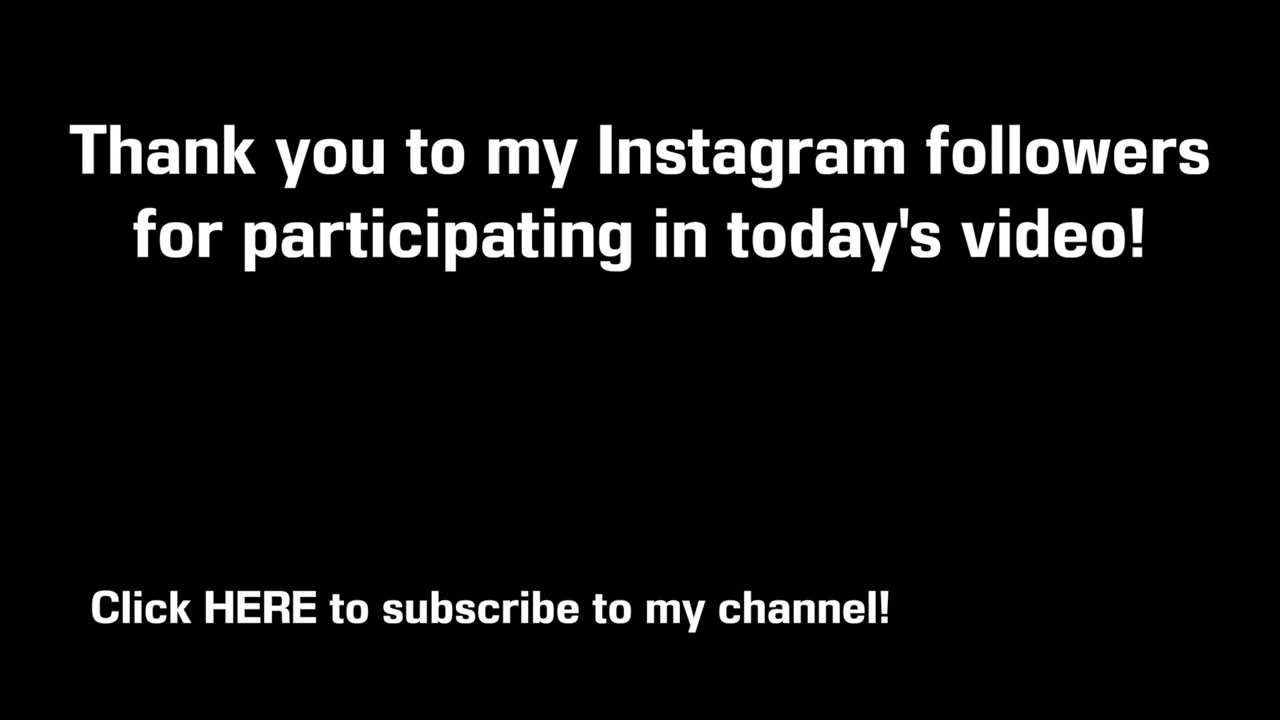 Thank you to my Instagram followers
for participating in today's video!
Click HERE to subscribe to my channel!